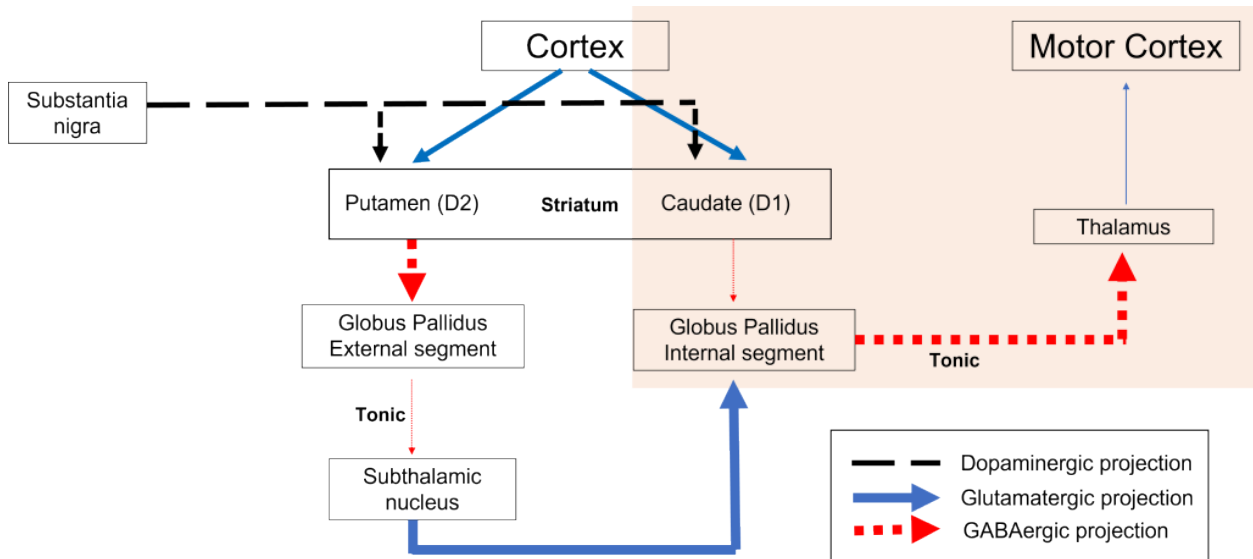 Cortex
Motor Cortex
Substantia
nigra
Putamen (D2)
Striatum
Caudate (D1)
Thalamus
Globus Pallidus
External segment
Globus Pallidus
Internal segment
Tonic
Tonic
Subthalamic
nucleus
Dopaminergic projection
Glutamatergic projection
GABAergic projection